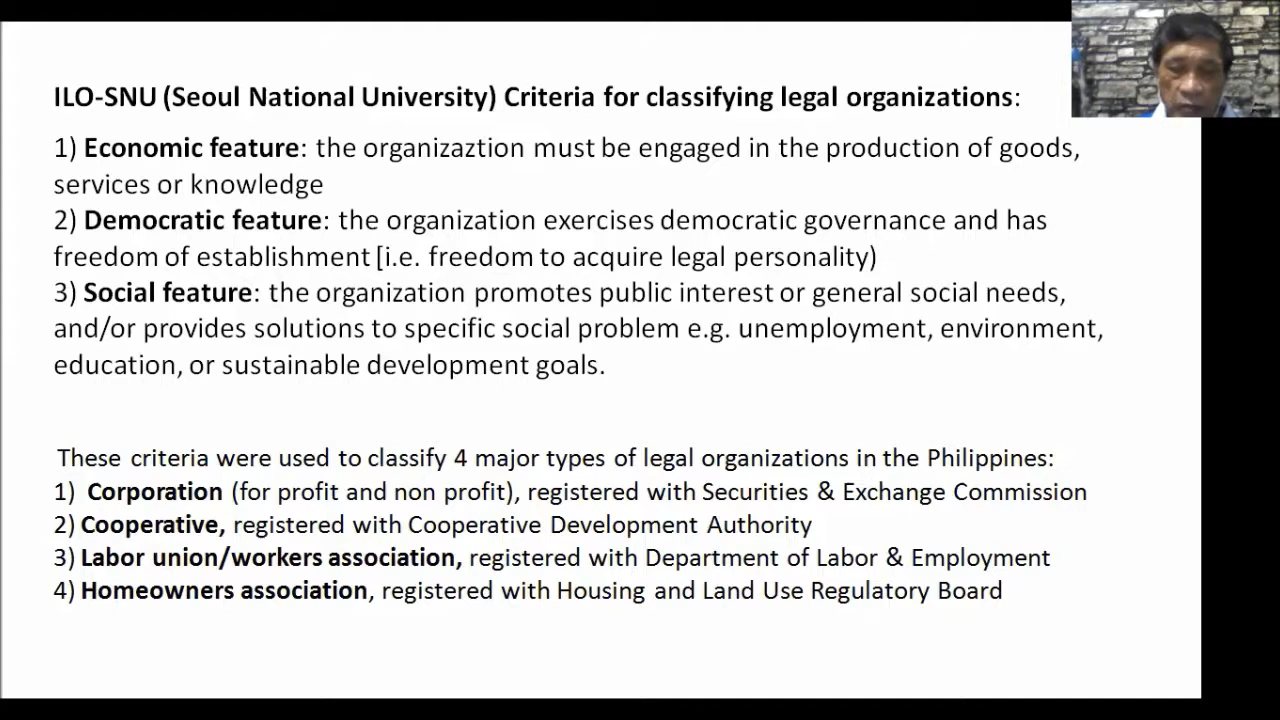 ILO-SNU (Seoul National University) Criteria for classifying legal organizations:
1) Economic feature: the organizaztion must be engaged in the production of goods,
services or knowledge
2) Democratic feature: the organization exercises democratic governance and has
freedom of establishment [i.e. freedom to acquire legal personality)
3) Social feature: the organization promotes public interest or general social needs,
and/or provides solutions to specific social problem e.g. unemployment, environment,
education, or sustainable development goals.
These criteria were used to classify 4 major types of legal organizations in the Philippines:
1) Corporation (for profit and non profit), registered with Securities & Exchange Commission
2) Cooperative, registered with Cooperative Development Authority
3) Labor union/workers association, registered with Department of Labor & Employment
4) Homeowners association, registered with Housing and Land Use Regulatory Board